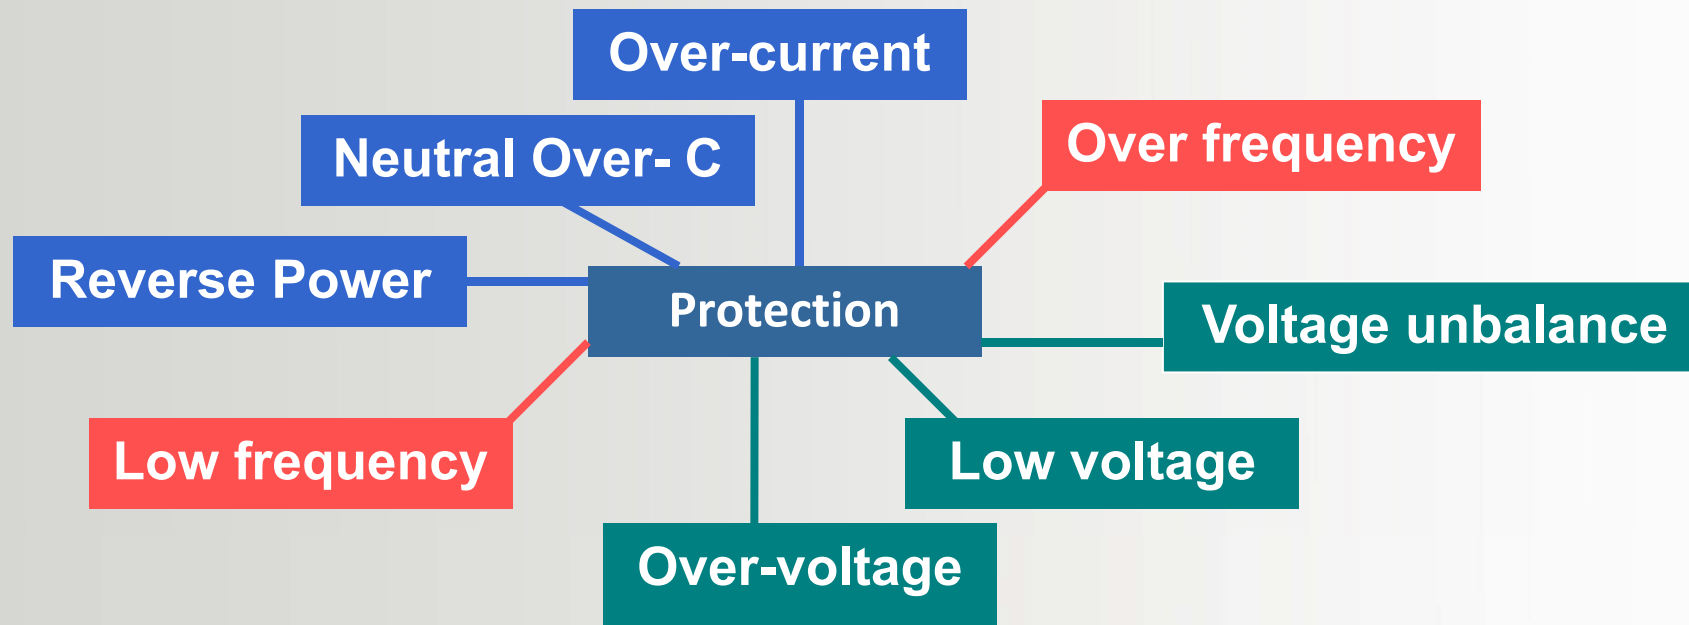 Over-current
Over frequency
Neutral Over- C
Reverse Power
Protection
Voltage unbalance
Low frequency
Low voltage
Over-voltage